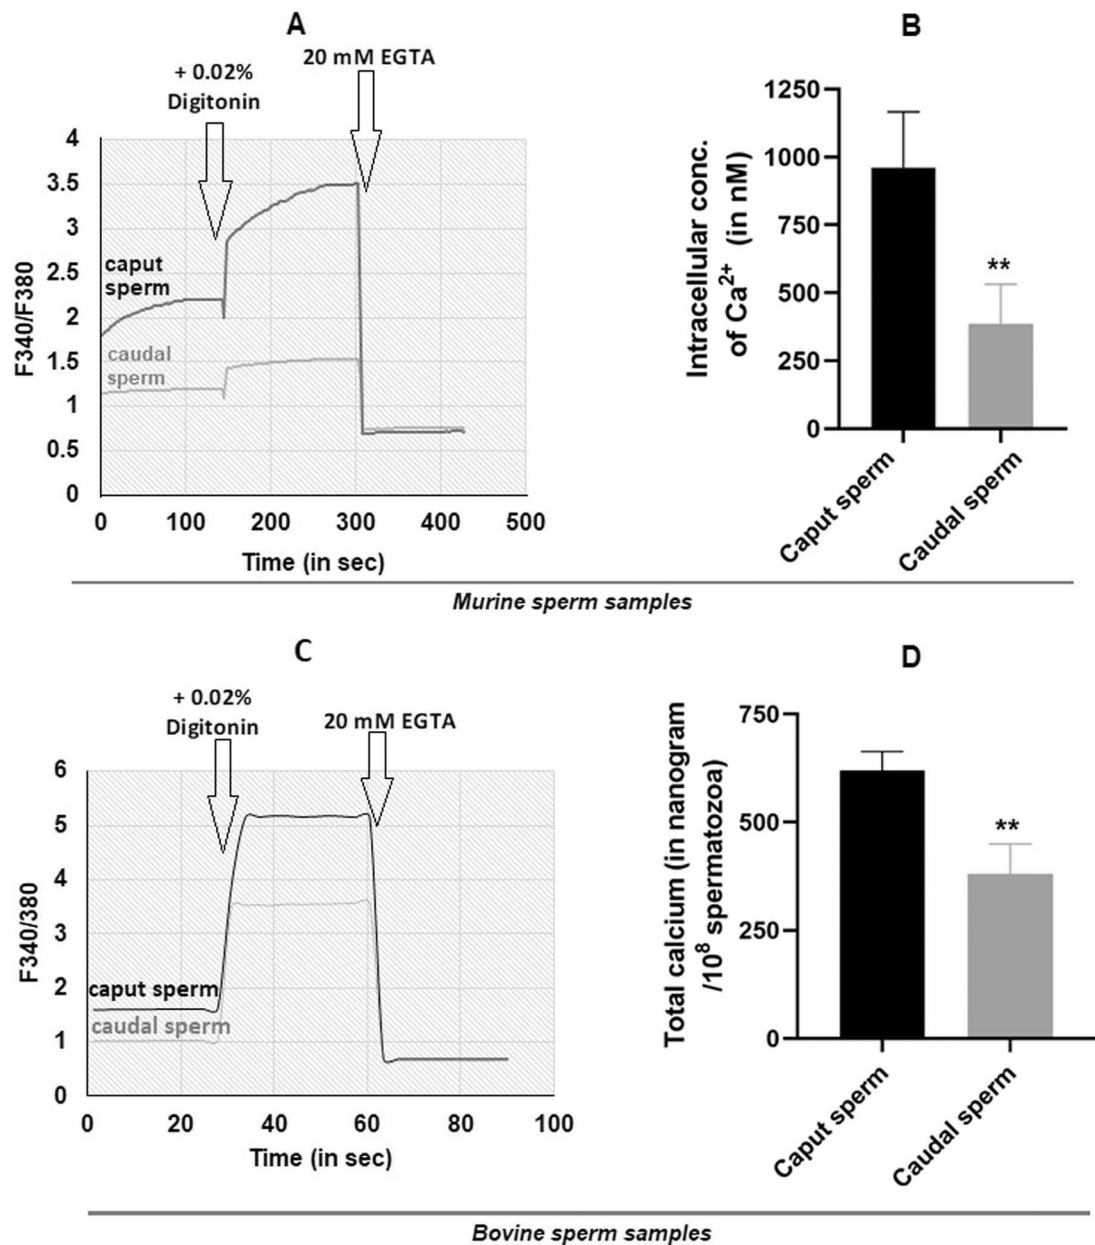 A
+ 0.02%
Digitonin
20 mM EGTA
4
3.5
3
2.5
2
1.5
1
0.5
0
F340/F380
caput
sperm
caudal
sperm
0 100 200 300 400 500
Time (in sec)
B
1250
1000
750
500
250
0
Intracellular conc.
of Ca²⁺ (in nM)
**
Caput sperm
Caudal sperm
Murine sperm samples
C
+ 0.02%
Digitonin
20 mM EGTA
6
5
4
3
2
1
0
F340/380
caput sperm
caudal sperm
0 20 40 60 80 100
Time (in sec)
D
750
500
250
0
Total calcium (in nanogram
/10⁸ spermatozoa)
**
Caput sperm
Caudal sperm
Bovine sperm samples